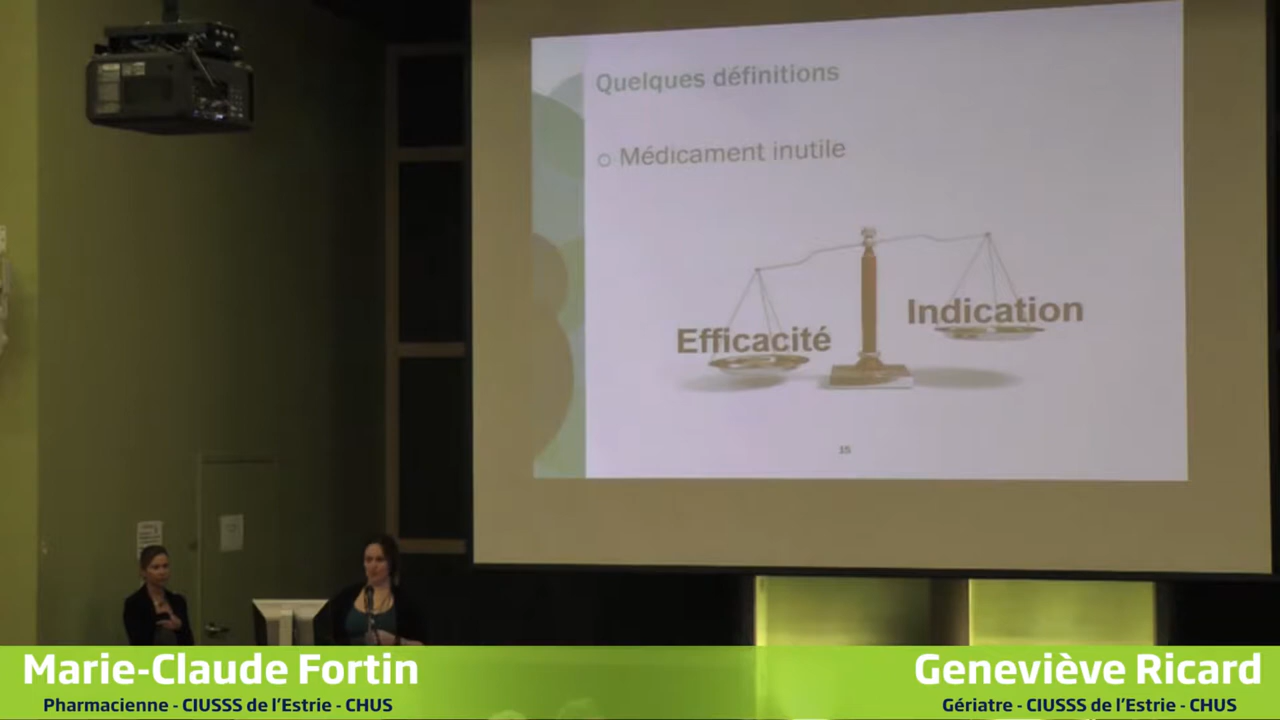 Quelques définitions
Médicament inutile
Efficacité
Indication
15
Marie-Claude Fortin
Pharmacienne - CIUSSS de l'Estrie - CHUS
Geneviève Ricard
Gériatre - CIUSSS de l'Estrie - CHUS